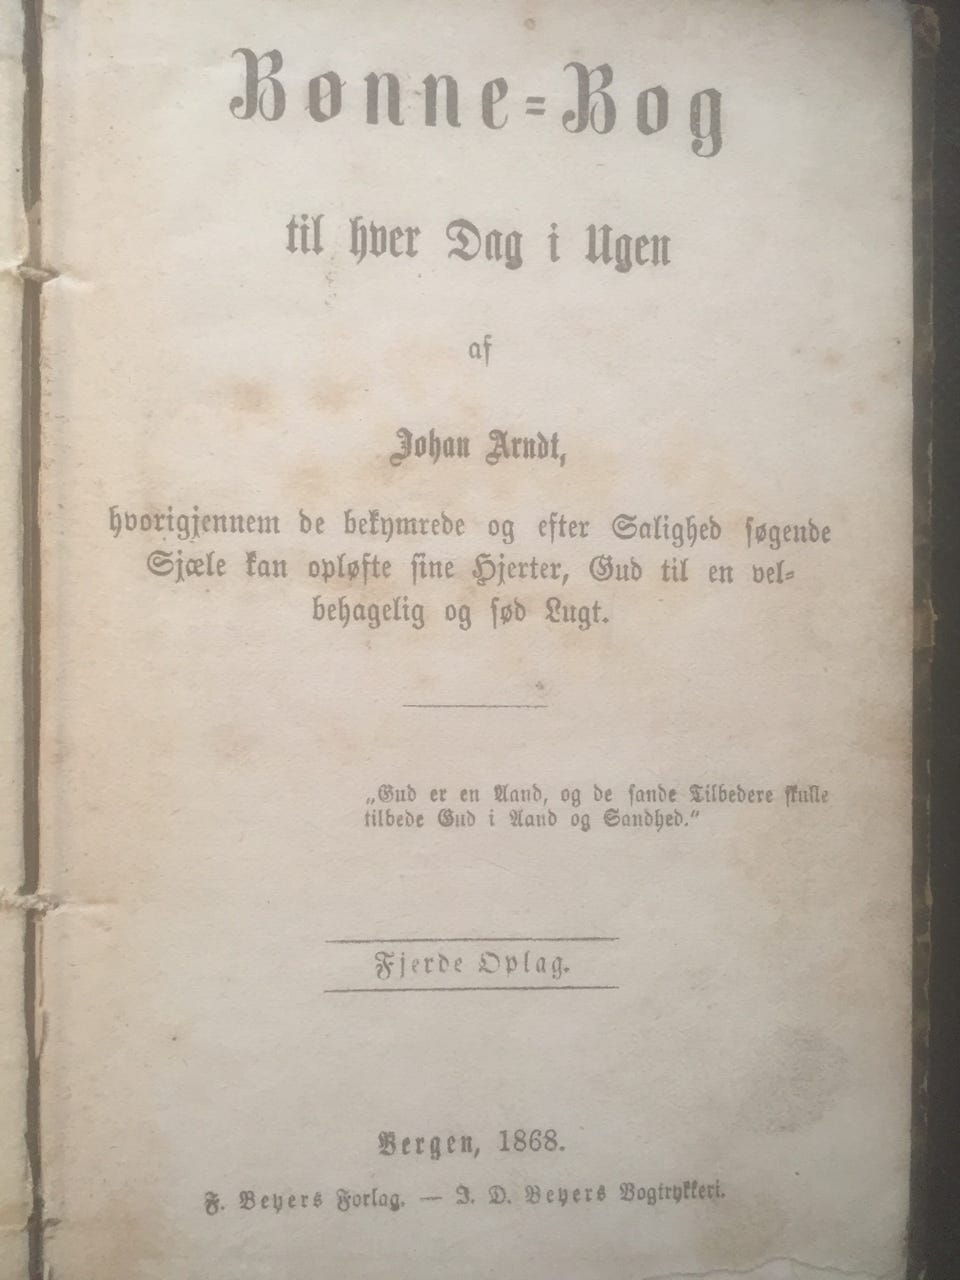 Bønne=Bog
til hver Dag i Ugen
af
Johan Arndt,
hvorigjennem de bekymrede og efter Salighed søgende
Sjæle kan opløfte sine Hjerter, Gud til en vel=
behagelig og sød Lugt.
„Gud er en Aand, og de sande Tilbedere skulle
tilbede Gud i Aand og Sandhed.“
Fjerde Oplag.
Bergen, 1868.
F. Beyers Forlag. — J. D. Beyers Bogtrykkeri.